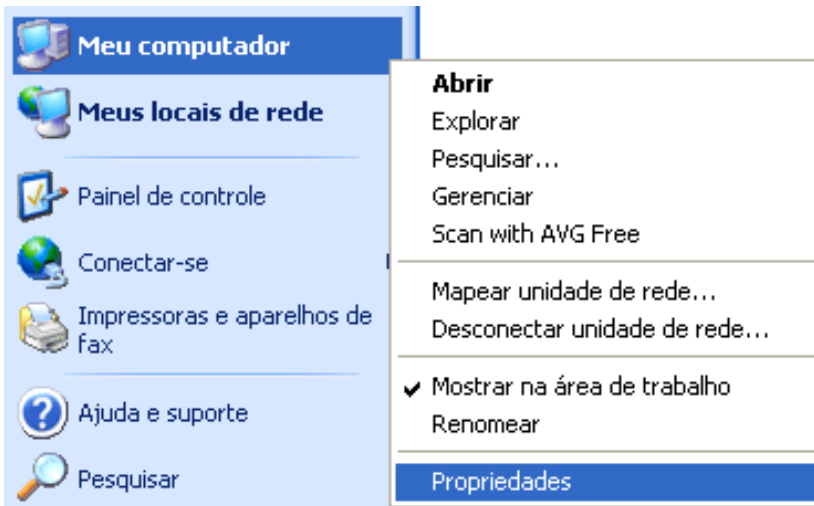 Meu computador
Meus locais de rede
Painel de controle
Conectar-se
Impressoras e aparelhos de
fax
Ajuda e suporte
Pesquisar
Abrir
Explorar
Pesquisar...
Gerenciar
Scan with AVG Free
Mapear unidade de rede...
Desconectar unidade de rede...
Mostrar na área de trabalho
Renomear
Propriedades